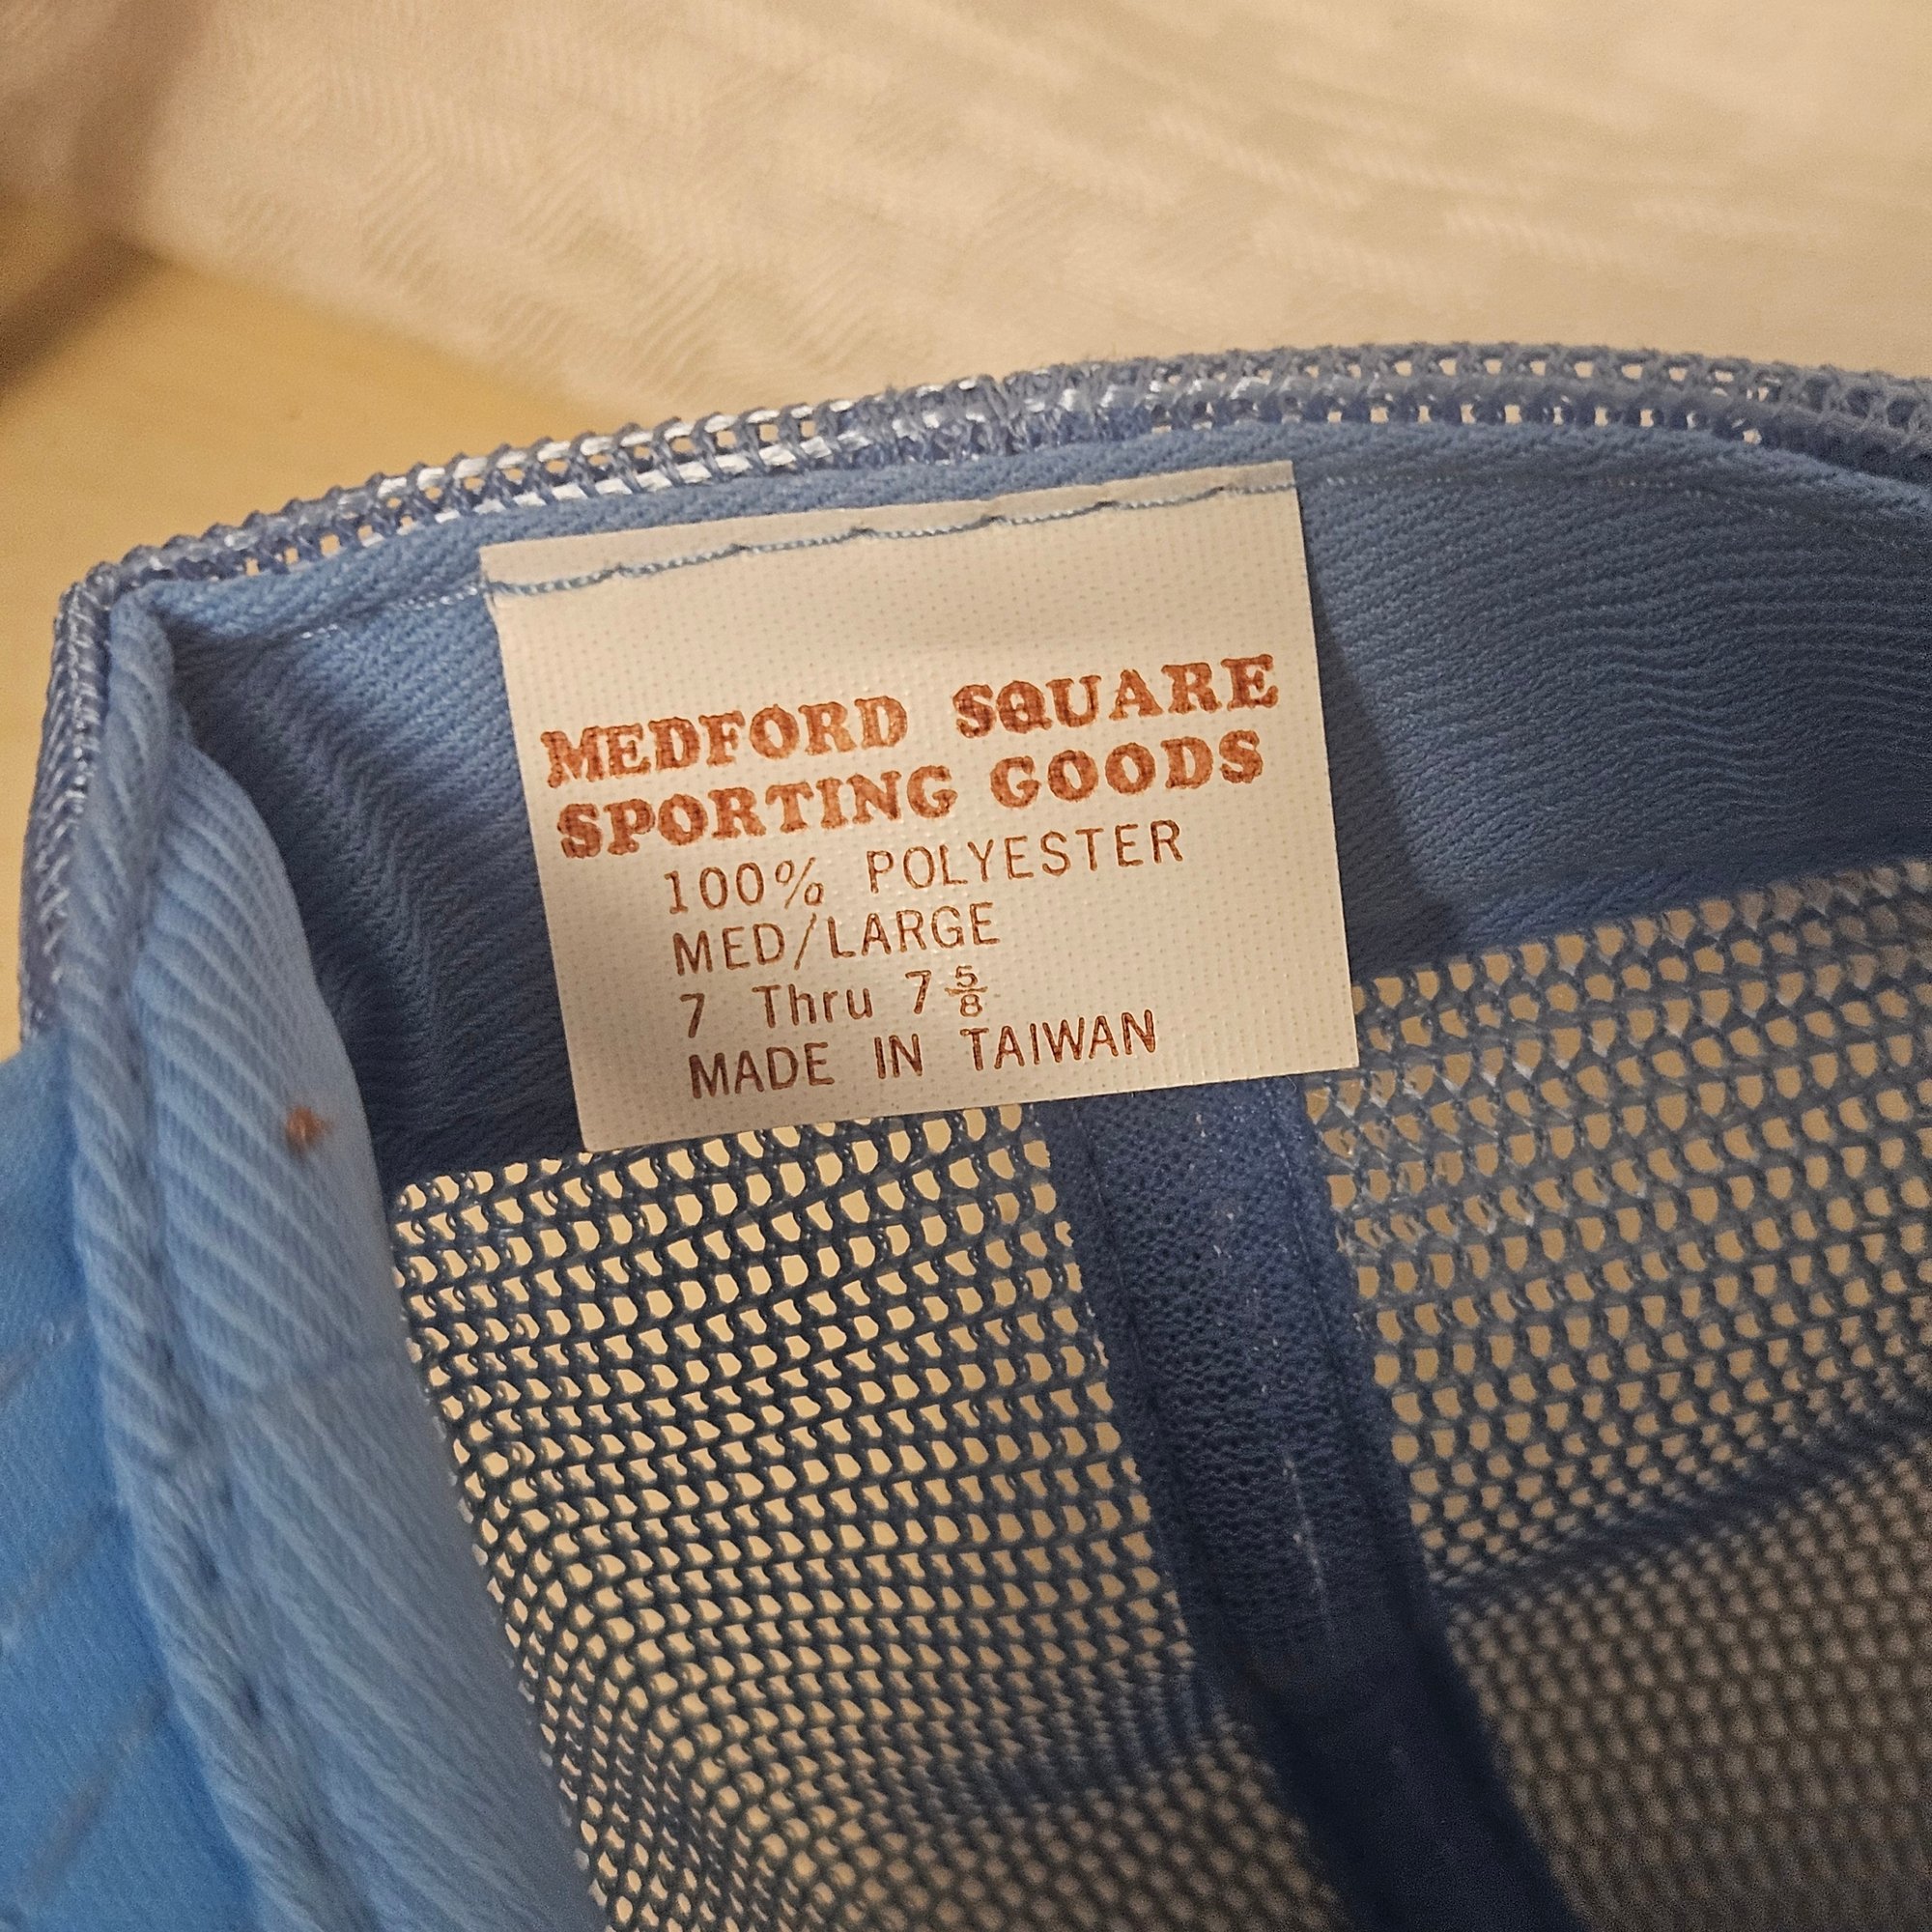 MEDFORD SQUARE
SPORTING GOODS
100% POLYESTER
MED/LARGE
7 Thru 7 5/8
MADE IN TAIWAN